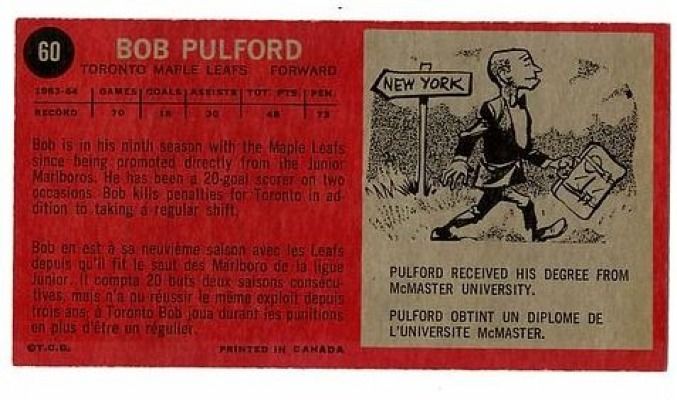 60
BOB PULFORD
TORONTO MAPLE LEAFS FORWARD
1963-64 GAMES GOALS ASSISTS TOT. PTS. PEN.
RECORD 70 18 30 48 73
Bob is in his ninth season with the Maple Leafs
since being promoted directly from the Junior
Marlboros. He has been a 20-goal scorer on two
occasions. Bob kills penalties for Toronto in ad-
dition to taking a regular shift.
Bob en est à sa neuvième saison avec les Leafs
depuis qu'il fit le saut des Marlboro de la ligue
Junior. Il compta 20 buts deux saisons consécu-
tives, mais n'a pu réussir le même exploit depuis
trois ans; à Toronto Bob joua durant les punitions
en plus d'être un régulier.
©T.C.G. PRINTED IN CANADA
NEW YORK
PULFORD RECEIVED HIS DEGREE FROM
McMASTER UNIVERSITY.
PULFORD OBTINT UN DIPLOME DE
L'UNIVERSITE McMASTER.